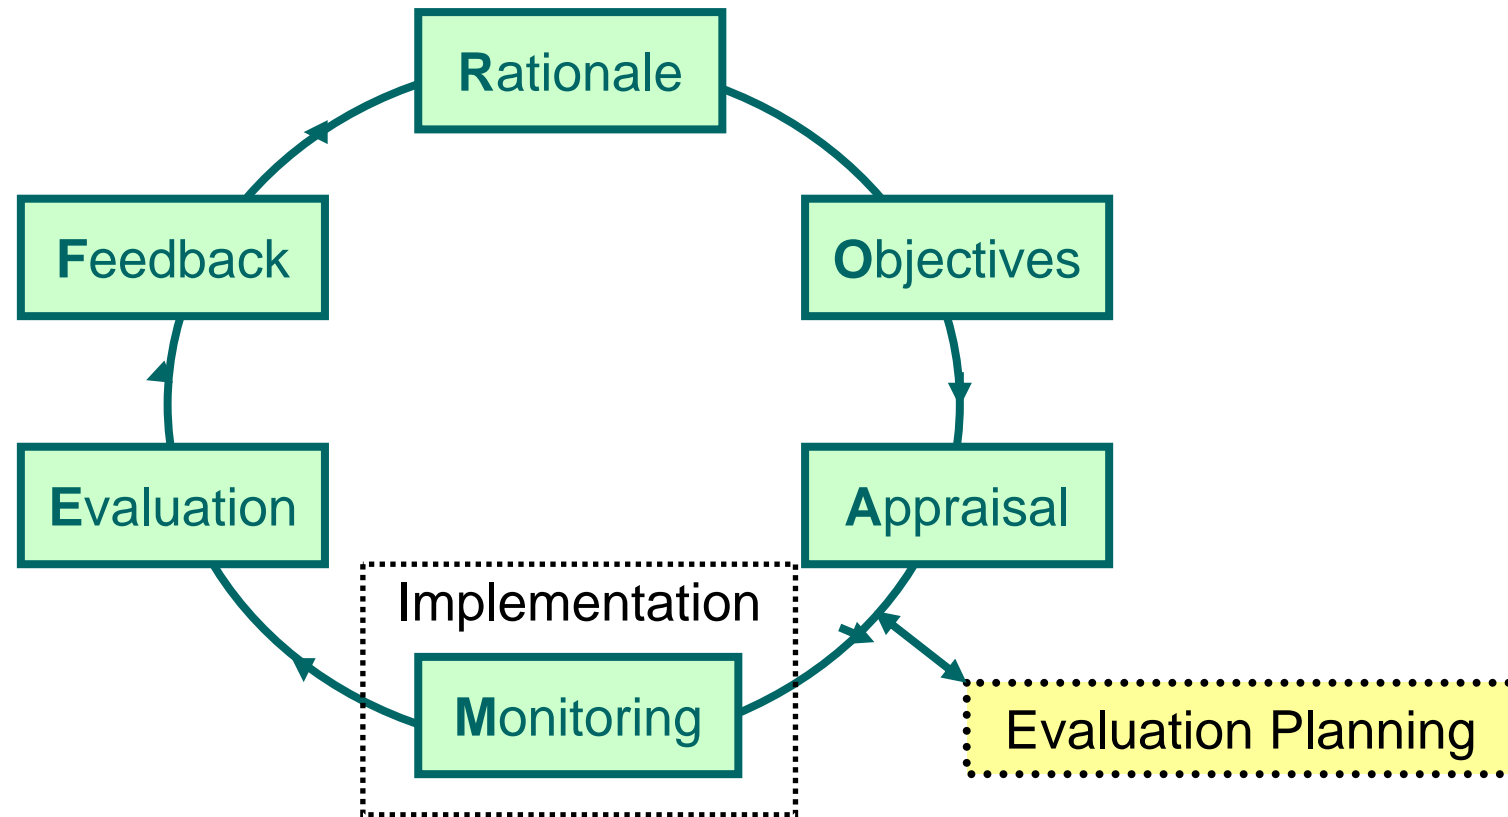 Rationale
Feedback
Objectives
Evaluation
Appraisal
Implementation
Monitoring
Evaluation Planning